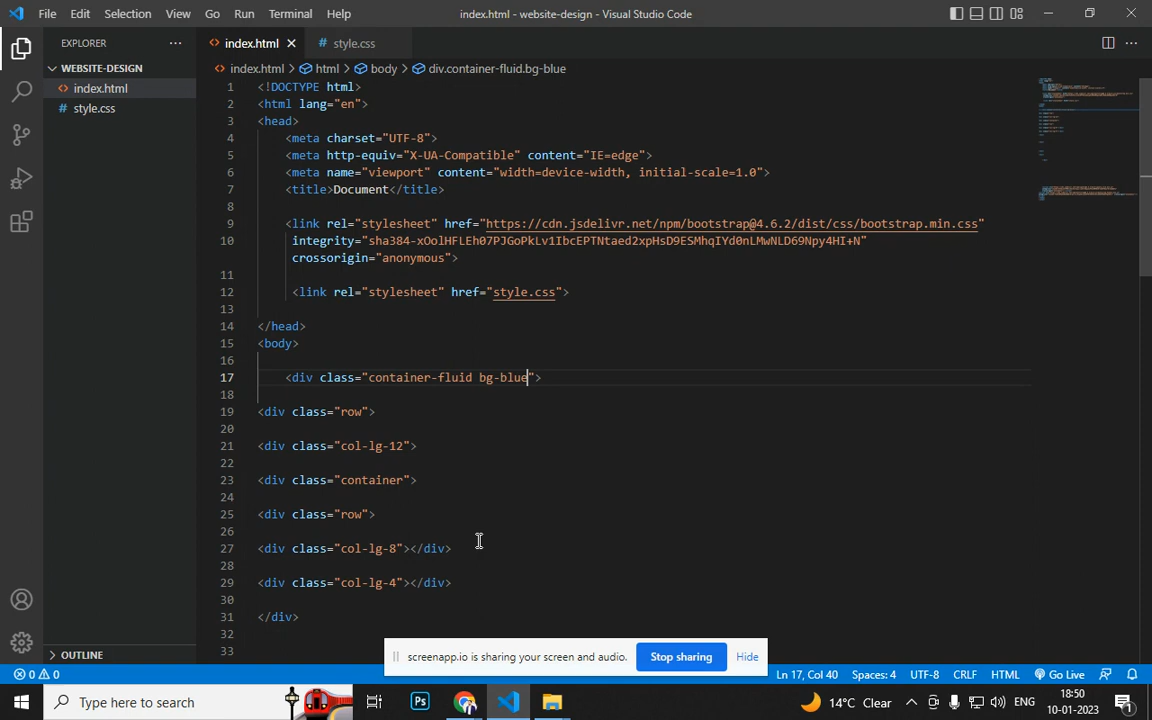 File Edit Selection View Go Run Terminal Help index.html - website-design - Visual Studio Code
EXPLORER ··· <> index.html × # style.css ···
WEBSITE-DESIGN <> index.html > html > body > div.container-fluid.bg-blue
<> index.html
# style.css
1 <!DOCTYPE html>
2 <html lang="en">
3 <head>
4 <meta charset="UTF-8">
5 <meta http-equiv="X-UA-Compatible" content="IE=edge">
6 <meta name="viewport" content="width=device-width, initial-scale=1.0">
7 <title>Document</title>
8
9 <link rel="stylesheet" href="https://cdn.jsdelivr.net/npm/bootstrap@4.6.2/dist/css/bootstrap.min.css"
10 integrity="sha384-xOolHFLEh07PJGoPkLv1IbcEPTNtaed2xpHsD9ESMhqIYd0nLMwNLD69Npy4HI+N"
crossorigin="anonymous">
11
12 <link rel="stylesheet" href="style.css">
13
14 </head>
15 <body>
16
17 <div class="container-fluid bg-blue">
18
19 <div class="row">
20
21 <div class="col-lg-12">
22
23 <div class="container">
24
25 <div class="row">
26
27 <div class="col-lg-8"></div>
28
29 <div class="col-lg-4"></div>
30
31 </div>
32
33
screenapp.io is sharing your screen and audio. Stop sharing Hide
OUTLINE
0 0 Ln 17, Col 40 Spaces: 4 UTF-8 CRLF HTML Go Live
Type here to search Ps 14°C Clear ENG 18:50
10-01-2023 1